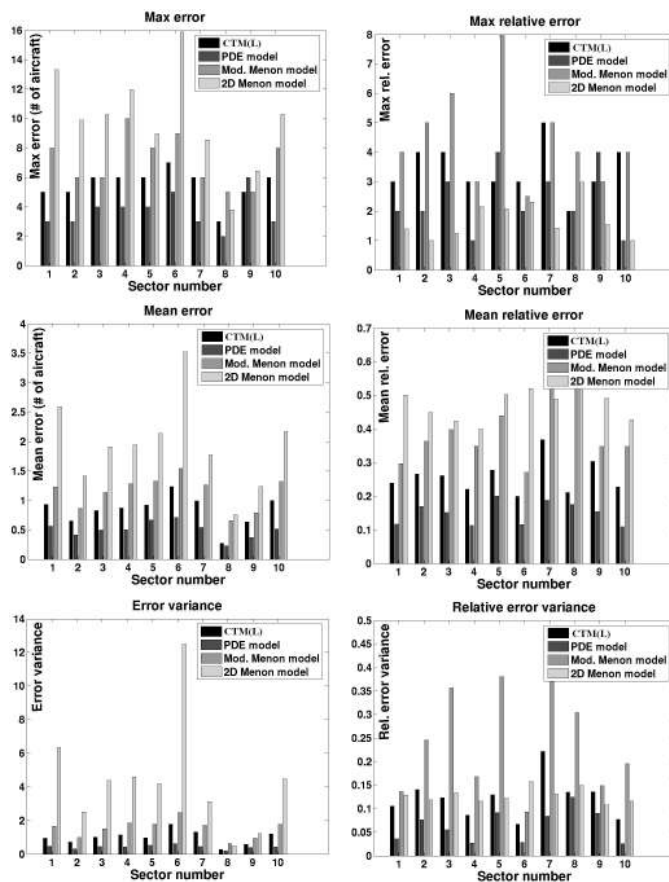 Max error
16
14
12
10
8
6
4
2
0
Max error (# of aircraft)
CTM(L)
PDE model
Mod. Menon model
2D Menon model
1 2 3 4 5 6 7 8 9 10
Sector number
Max relative error
8
7
6
5
4
3
2
1
0
Max rel. error
CTM(L)
PDE model
Mod. Menon model
2D Menon model
1 2 3 4 5 6 7 8 9 10
Sector number
Mean error
4
3.5
3
2.5
2
1.5
1
0.5
0
Mean error (# of aircraft)
CTM(L)
PDE model
Mod. Menon model
2D Menon model
1 2 3 4 5 6 7 8 9 10
Sector number
Mean relative error
0.7
0.6
0.5
0.4
0.3
0.2
0.1
0
Mean rel. error
CTM(L)
PDE model
Mod. Menon model
2D Menon model
1 2 3 4 5 6 7 8 9 10
Sector number
Error variance
14
12
10
8
6
4
2
0
Error variance
CTM(L)
PDE model
Mod. Menon model
2D Menon model
1 2 3 4 5 6 7 8 9 10
Sector number
Relative error variance
0.5
0.45
0.4
0.35
0.3
0.25
0.2
0.15
0.1
0.05
0
Rel. error variance
CTM(L)
PDE model
Mod. Menon model
2D Menon model
1 2 3 4 5 6 7 8 9 10
Sector number